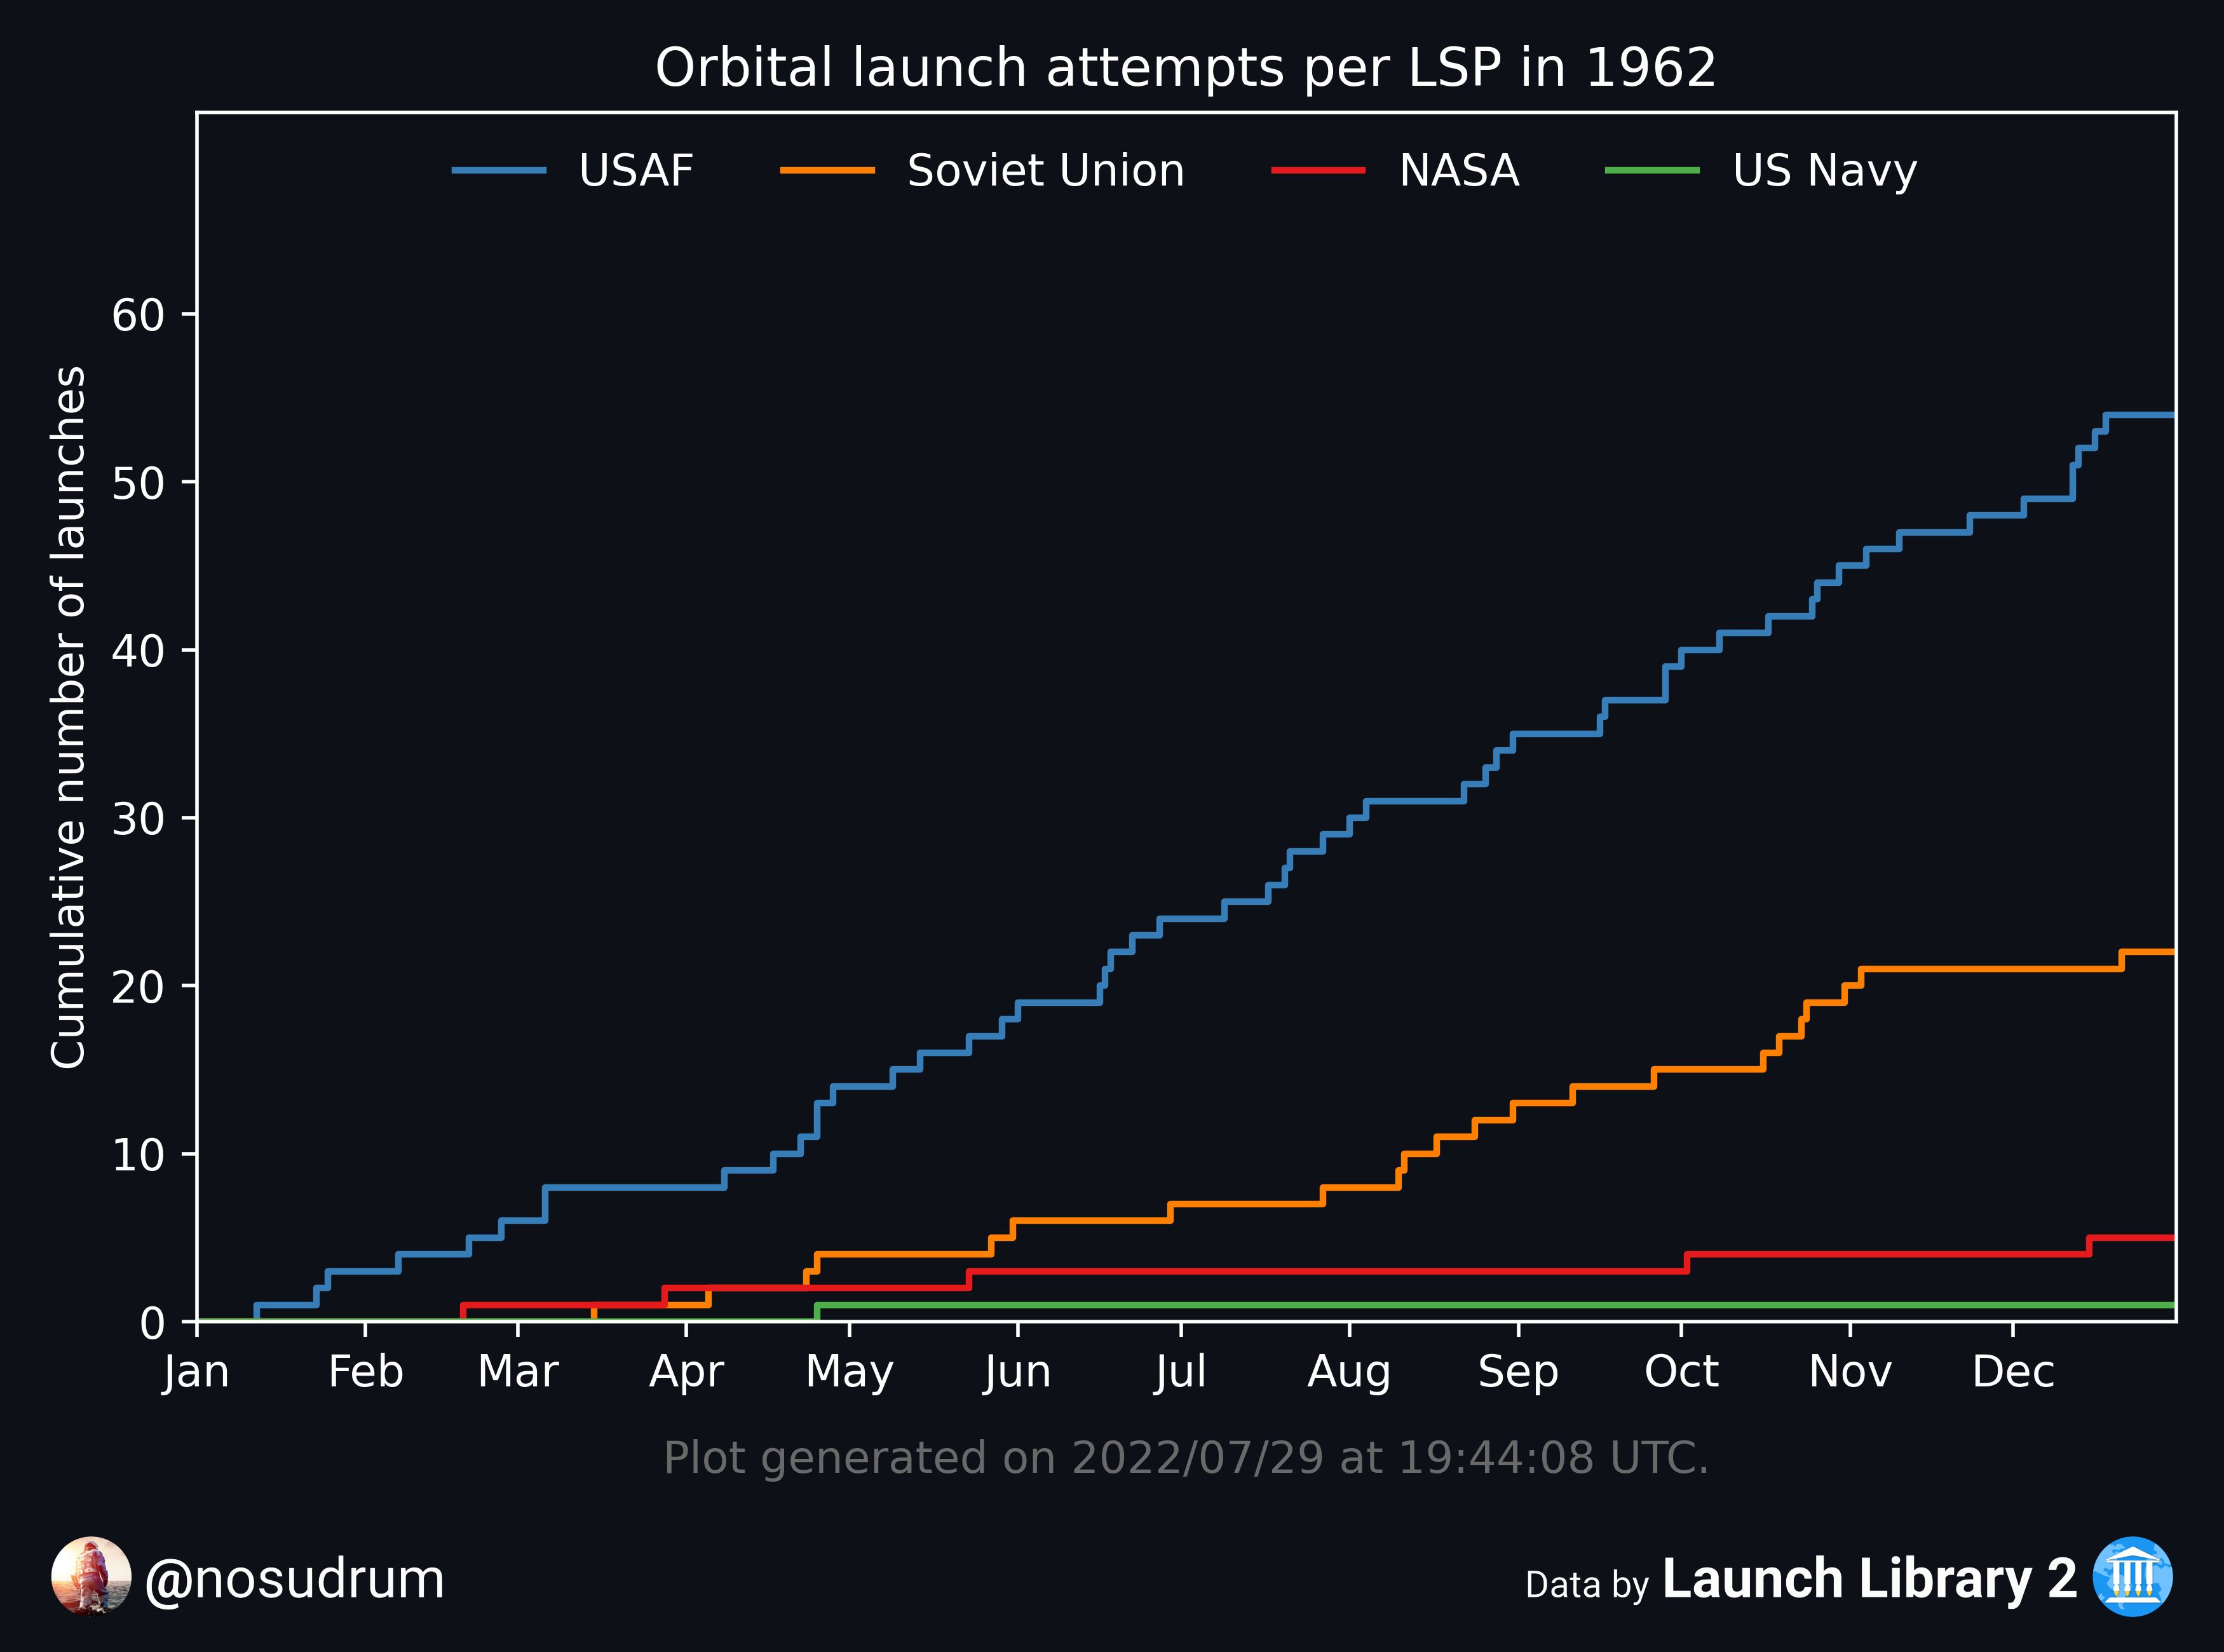 Orbital launch attempts per LSP in 1962
USAF Soviet Union NASA US Navy
Cumulative number of launches
60
50
40
30
20
10
0
Jan Feb Mar Apr May Jun Jul Aug Sep Oct Nov Dec
Plot generated on 2022/07/29 at 19:44:08 UTC.
@nosudrum
Data by Launch Library 2